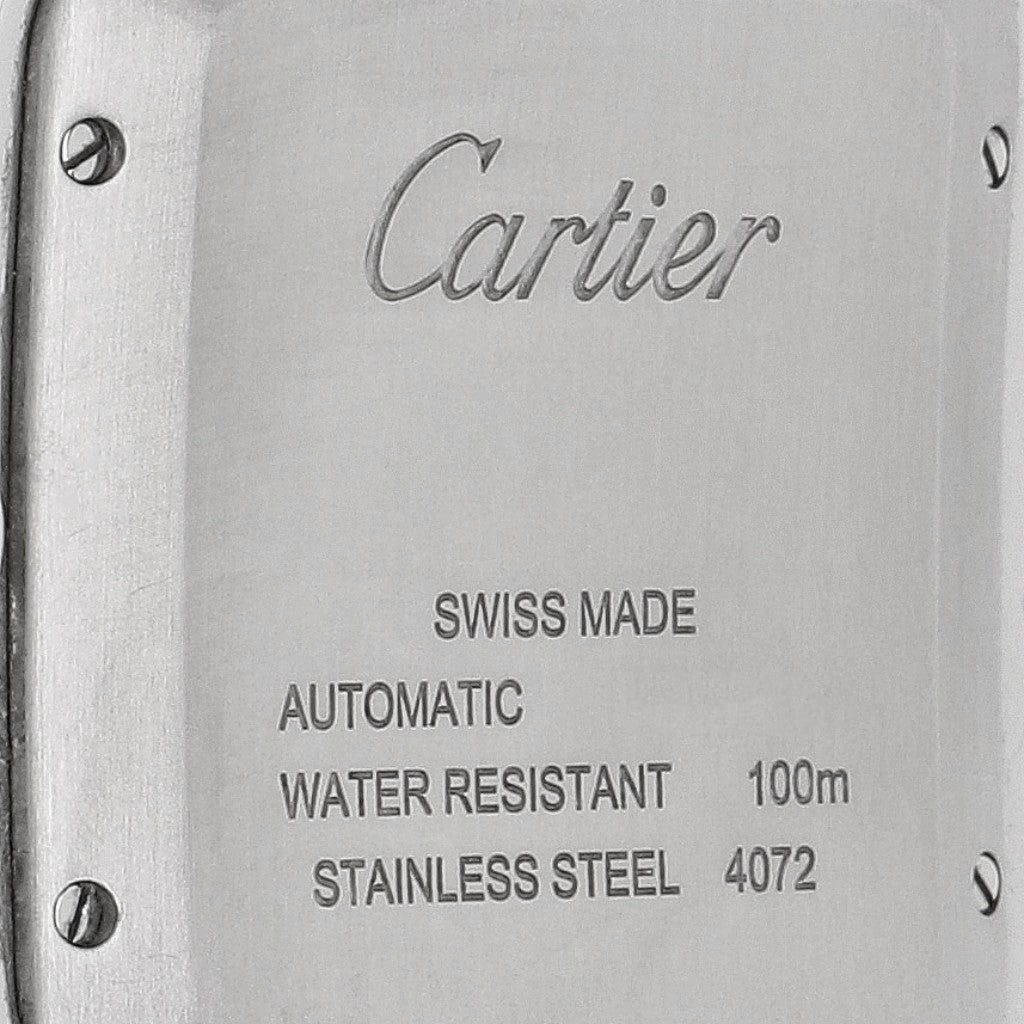 Cartier
SWISS MADE
AUTOMATIC
WATER RESISTANT 100m
STAINLESS STEEL 4072